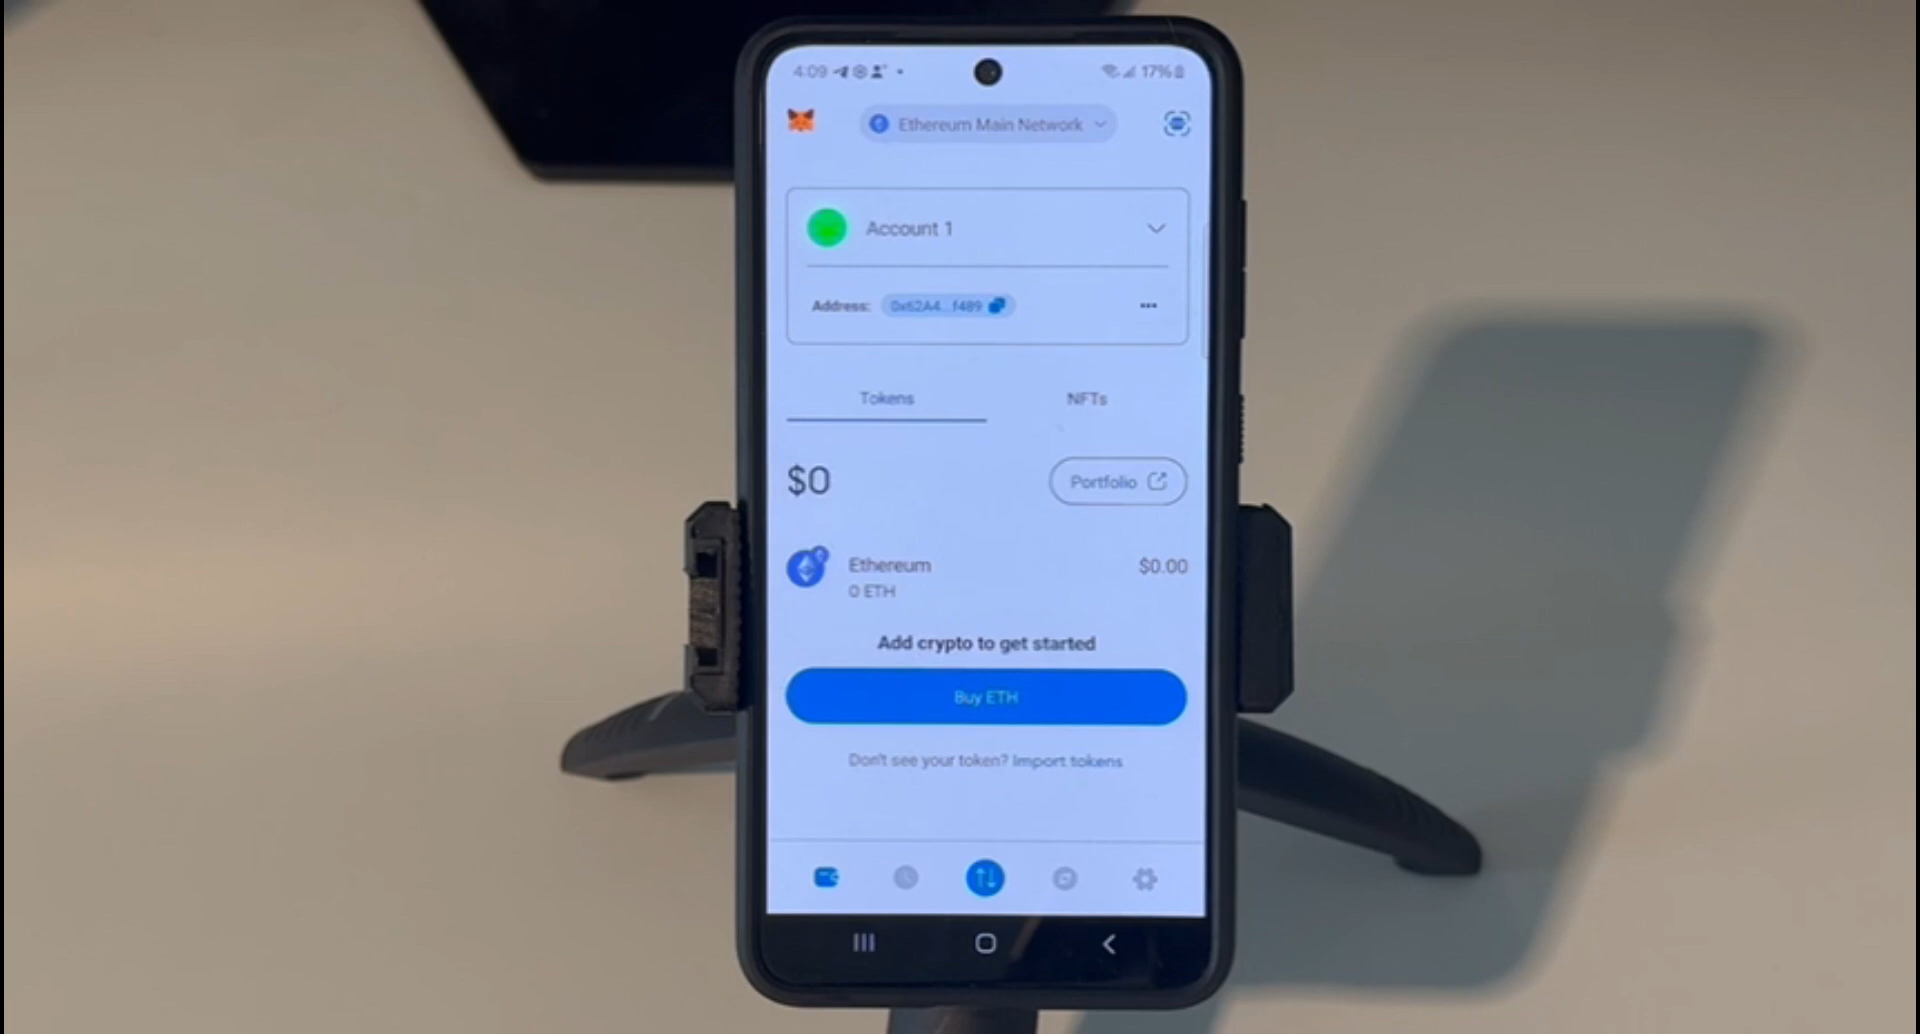 4:09
17%
Ethereum Main Network
Account 1
Address: 0x62A4...f489
Tokens
NFTs
$0
Portfolio
Ethereum
$0.00
0 ETH
Add crypto to get started
Buy ETH
Don't see your token? Import tokens